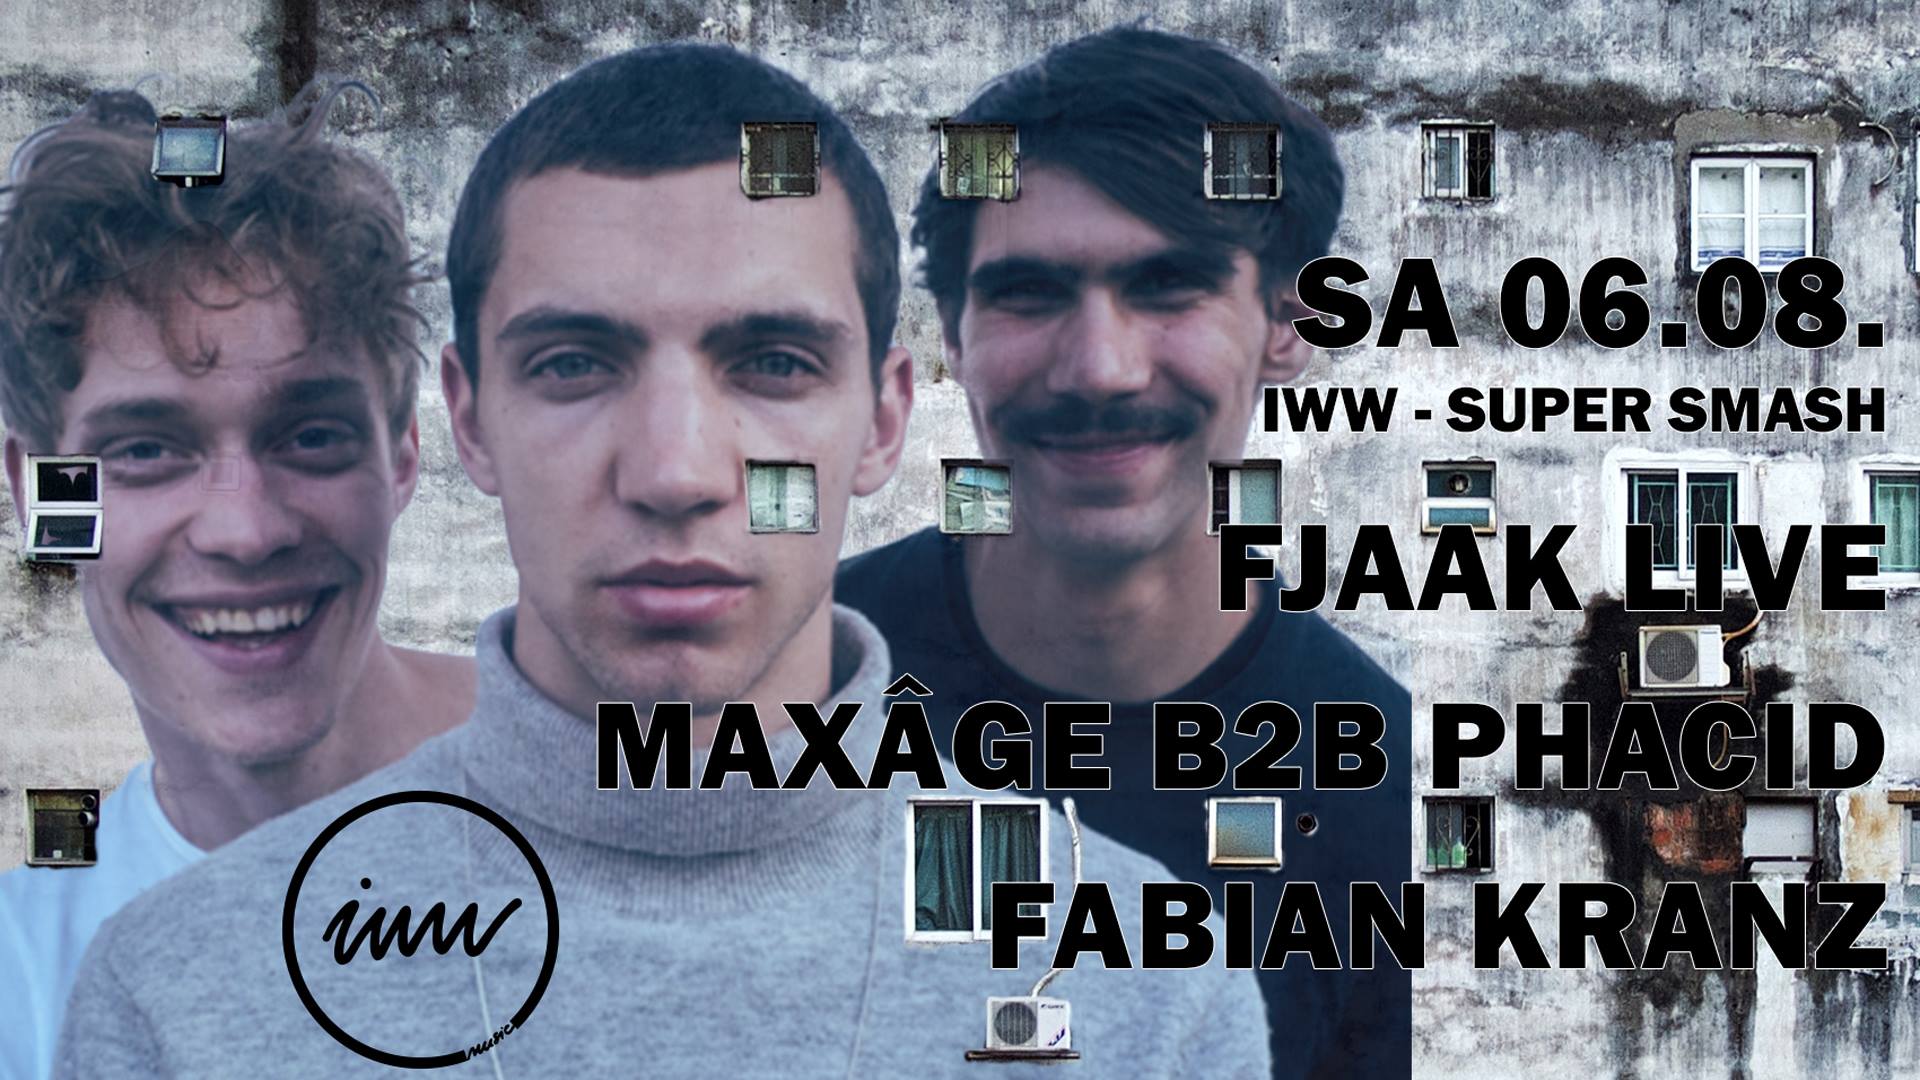 SA 06.08.
IWW - SUPER SMASH
FJAAK LIVE
MAXÂGE B2B PHACID
FABIAN KRANZ
iww
music